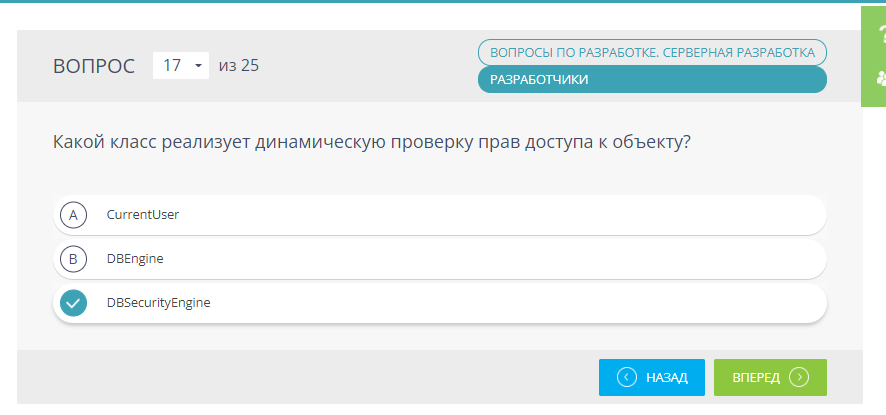 ВОПРОС 17 из 25
ВОПРОСЫ ПО РАЗРАБОТКЕ. СЕРВЕРНАЯ РАЗРАБОТКА
РАЗРАБОТЧИКИ
Какой класс реализует динамическую проверку прав доступа к объекту?
A CurrentUser
B DBEngine
DBSecurityEngine
НАЗАД ВПЕРЕД